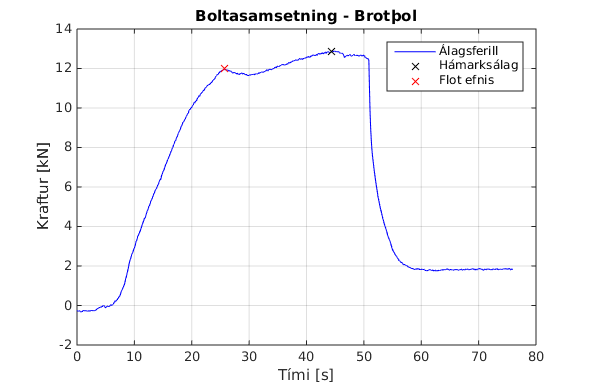 Boltasamsetning - Brotþol
Álagsferill
Hámarksálag
Flot efnis
Kraftur [kN]
14
12
10
8
6
4
2
0
-2
0 10 20 30 40 50 60 70 80
Tími [s]